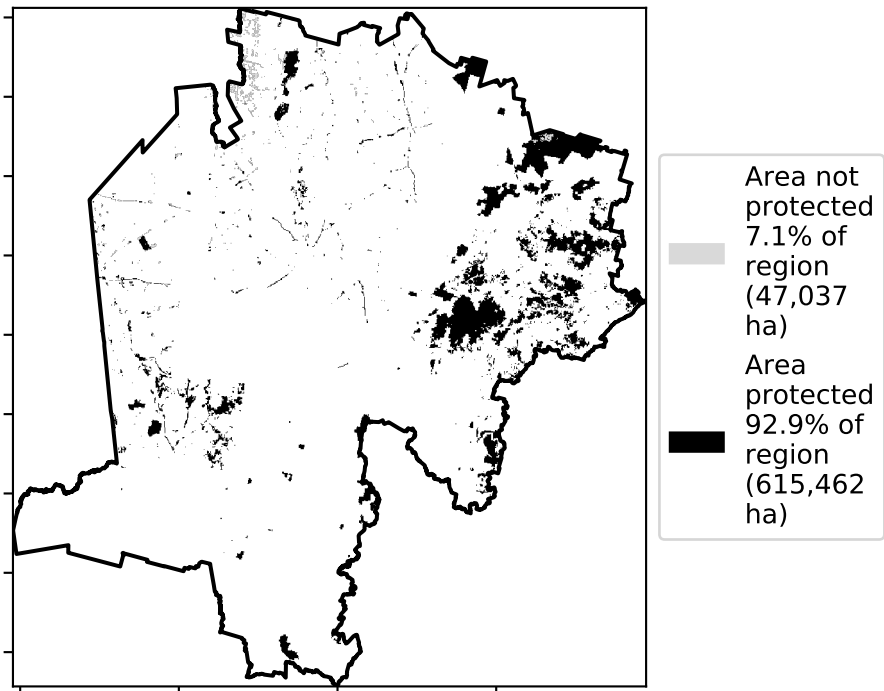 Area not
protected
7.1% of
region
(47,037
ha)
Area
protected
92.9% of
region
(615,462
ha)